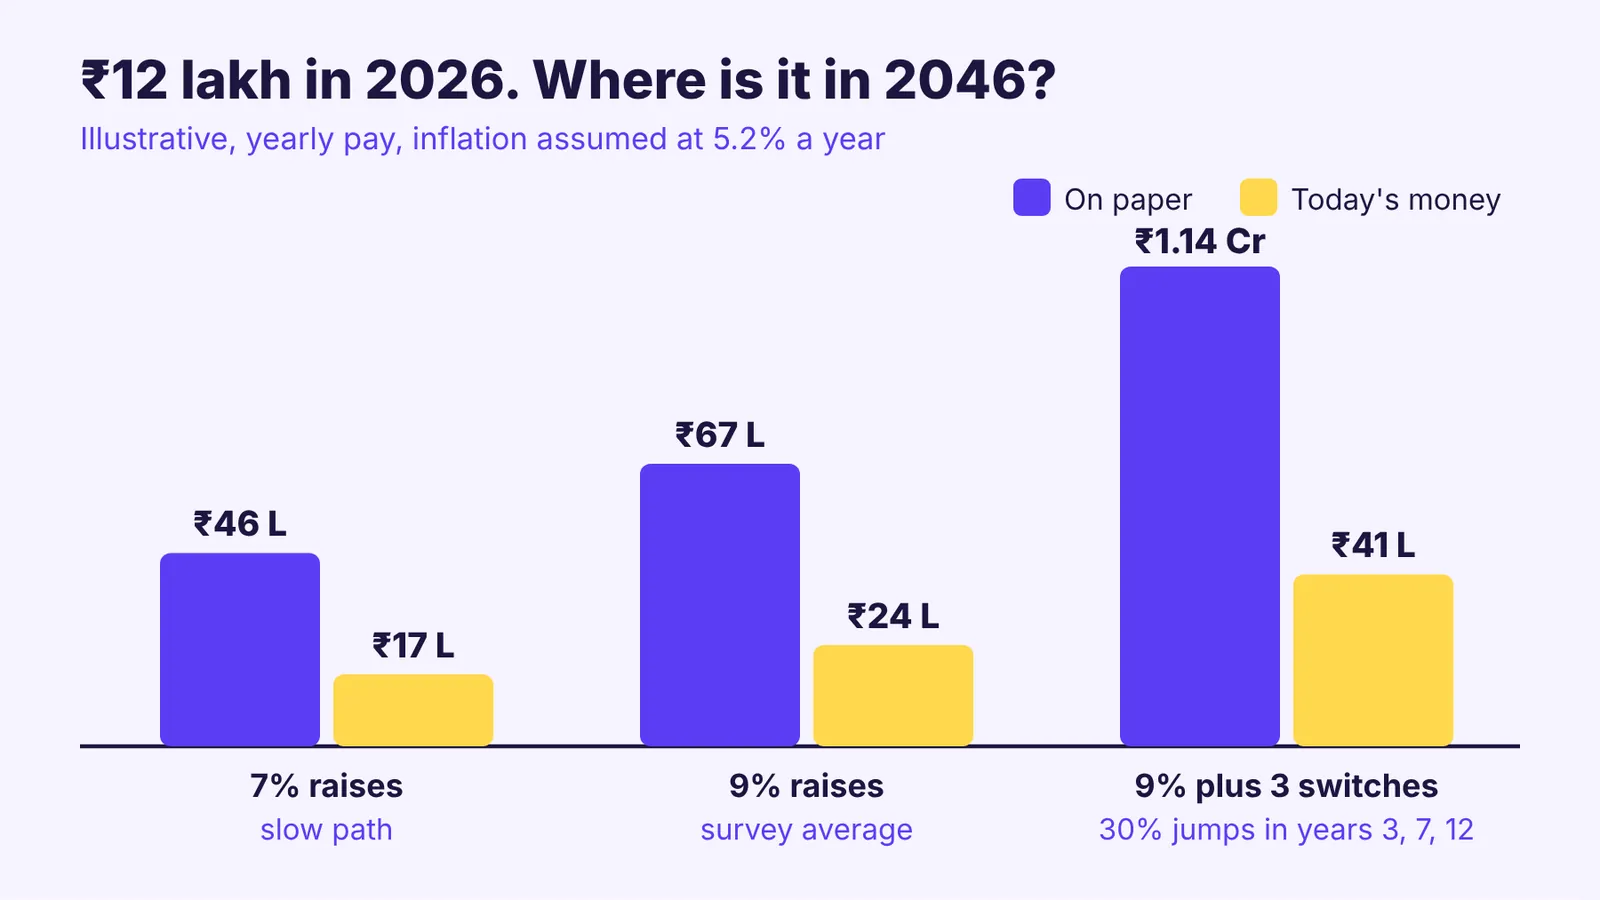 ₹12 lakh in 2026. Where is it in 2046?
Illustrative, yearly pay, inflation assumed at 5.2% a year
On paper
Today's money
₹1.14 Cr
₹67 L
₹46 L
₹41 L
₹24 L
₹17 L
7% raises
slow path
9% raises
survey average
9% plus 3 switches
30% jumps in years 3, 7, 12